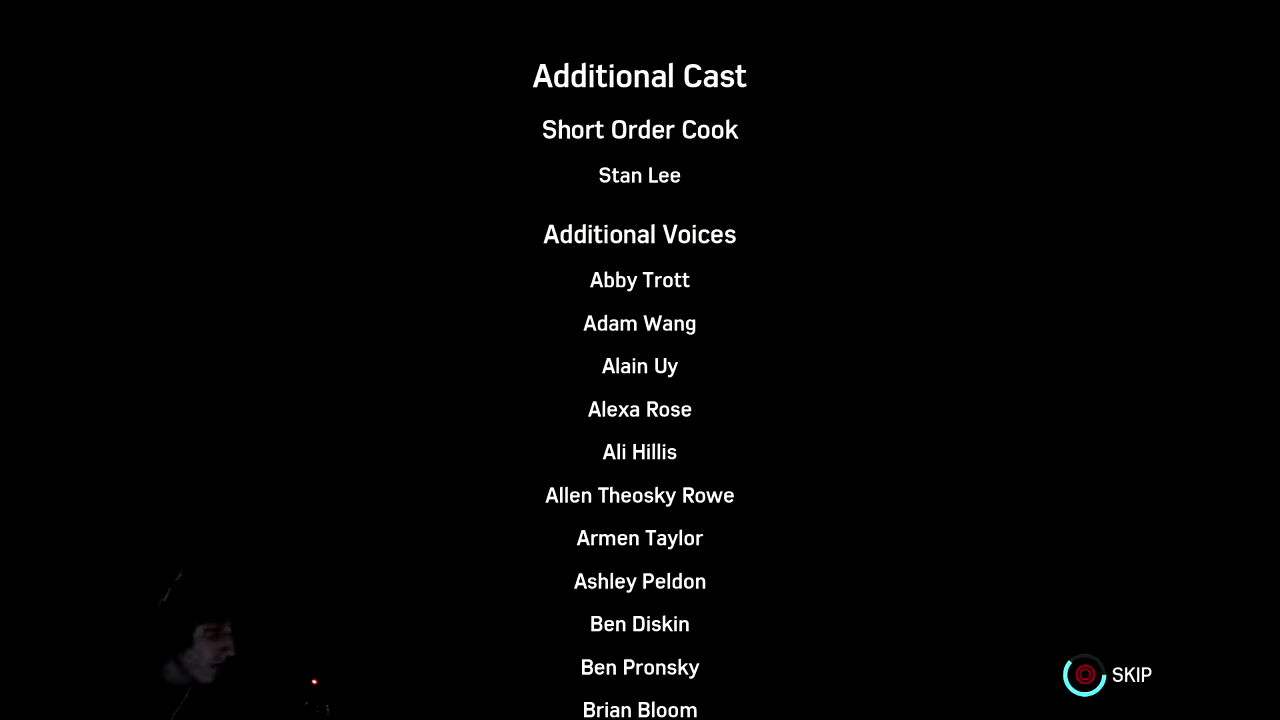 Additional Cast
Short Order Cook
Stan Lee
Additional Voices
Abby Trott
Adam Wang
Alain Uy
Alexa Rose
Ali Hillis
Allen Theosky Rowe
Armen Taylor
Ashley Peldon
Ben Diskin
Ben Pronsky
SKIP
Brian Bloom